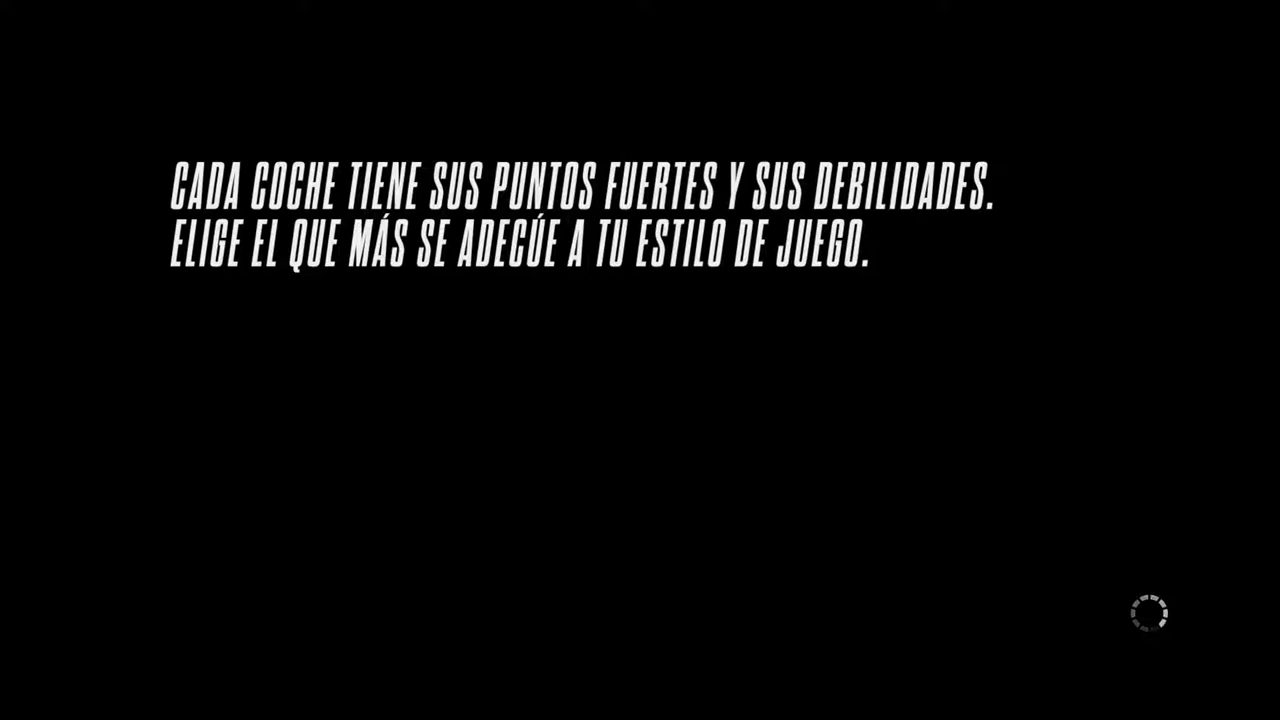 CADA COCHE TIENE SUS PUNTOS FUERTES Y SUS DEBILIDADES.
ELIGE EL QUE MÁS SE ADECÚE A TU ESTILO DE JUEGO.